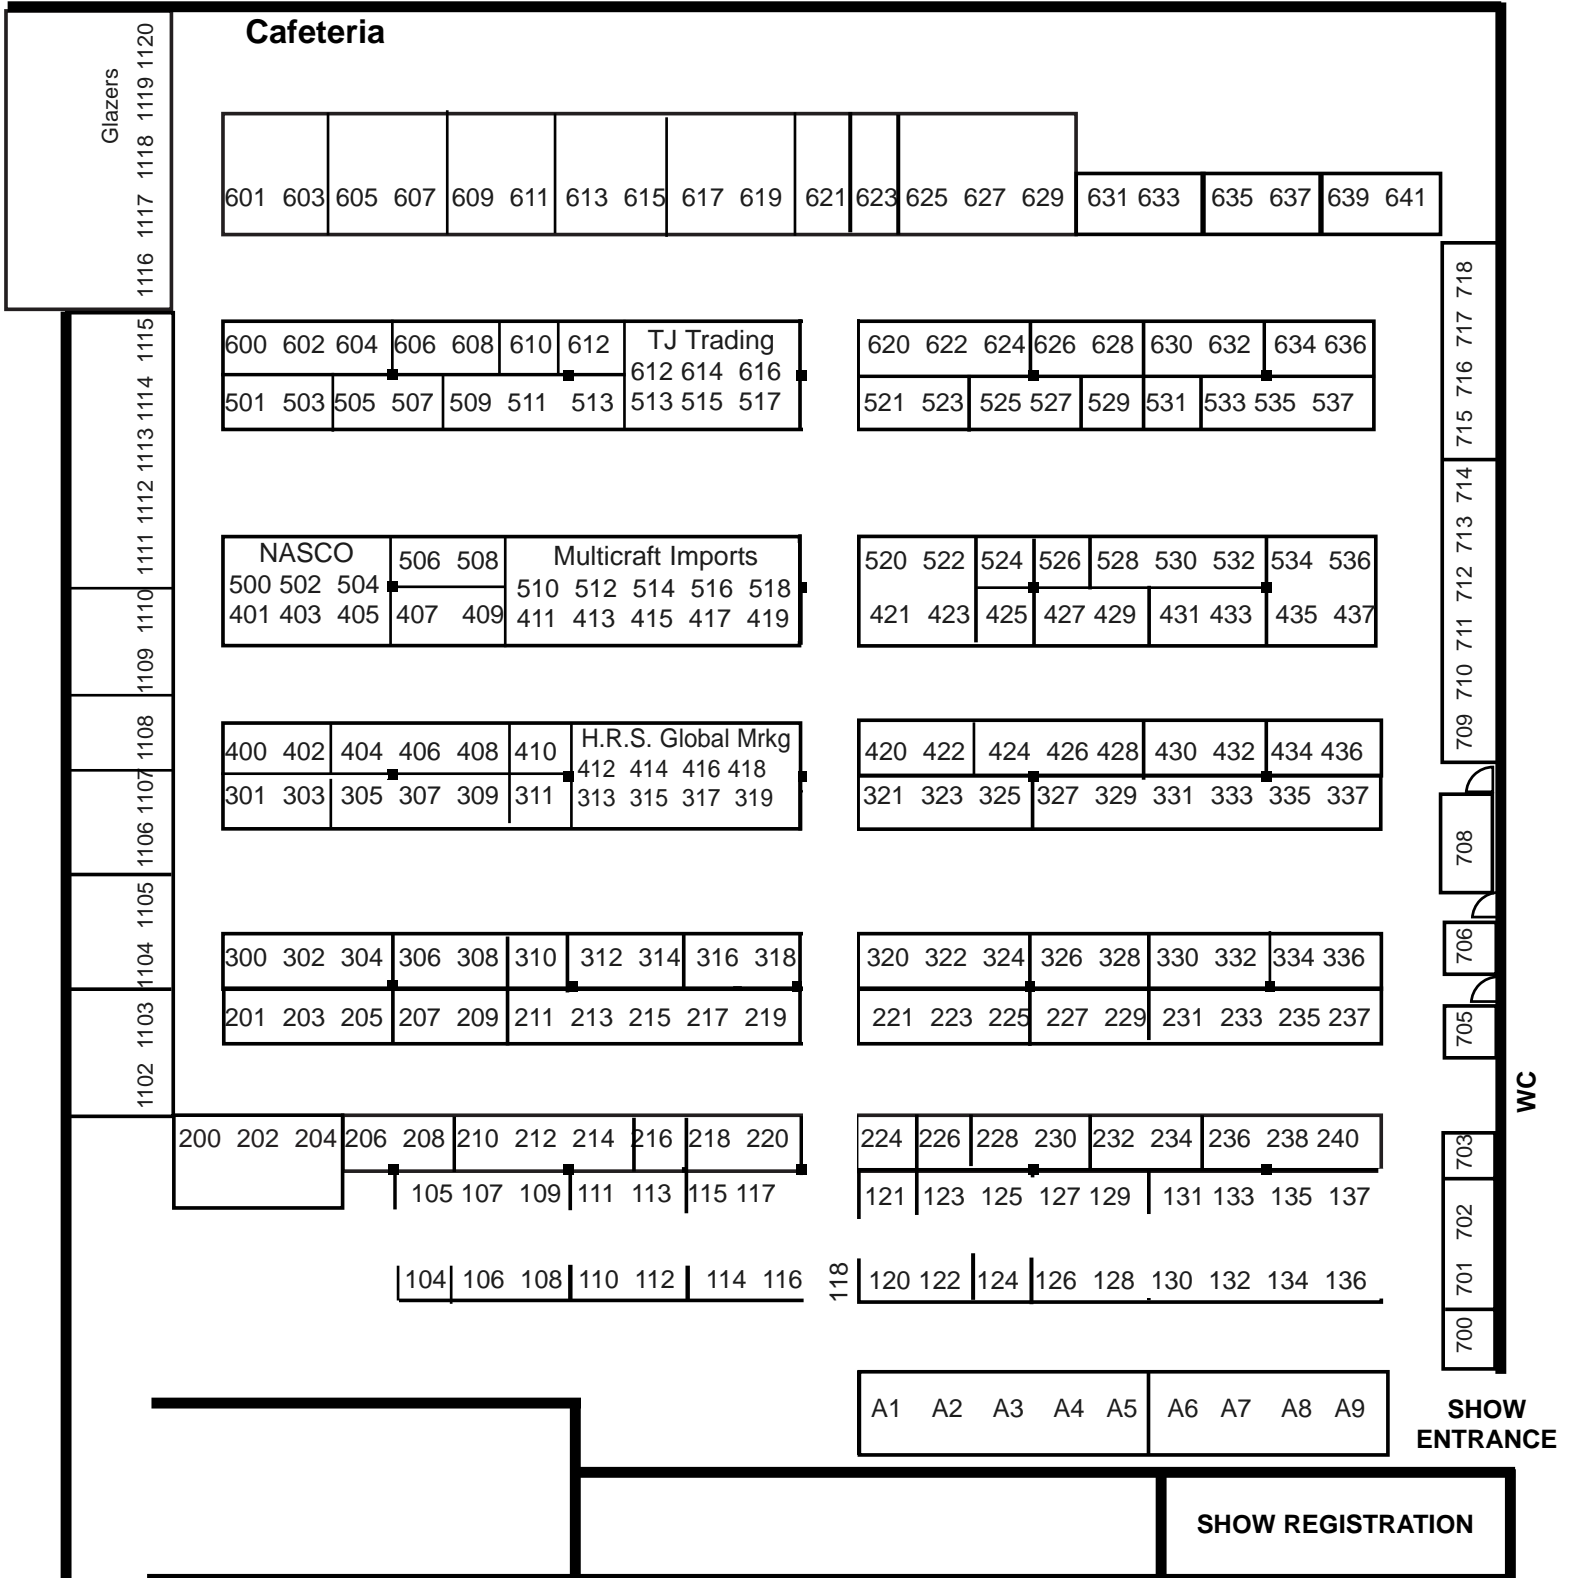 Cafeteria
Glazers
1120
1119
1118
1117
1116
1115
1114
1113
1112
1111
1110
1109
1108
1107
1106
1105
1104
1103
1102
601 603 605 607 609 611 613 615 617 619 621 623 625 627 629 631 633 635 637 639 641
600 602 604 606 608 610 612 TJ Trading
612 614 616
501 503 505 507 509 511 513 513 515 517
620 622 624 626 628 630 632 634 636
521 523 525 527 529 531 533 535 537
NASCO
500 502 504
401 403 405
506 508
407 409
Multicraft Imports
510 512 514 516 518
411 413 415 417 419
520 522 524 526 528 530 532 534 536
421 423 425 427 429 431 433 435 437
400 402 404 406 408 410
301 303 305 307 309 311
H.R.S. Global Mrkg
412 414 416 418
313 315 317 319
420 422 424 426 428 430 432 434 436
321 323 325 327 329 331 333 335 337
300 302 304 306 308 310 312 314 316 318
201 203 205 207 209 211 213 215 217 219
320 322 324 326 328 330 332 334 336
221 223 225 227 229 231 233 235 237
200 202 204 206 208 210 212 214 216 218 220
105 107 109 111 113 115 117
224 226 228 230 232 234 236 238 240
121 123 125 127 129 131 133 135 137
104 106 108 110 112 114 116
118
120 122 124 126 128 130 132 134 136
A1 A2 A3 A4 A5 A6 A7 A8 A9
718
717
716
715
714
713
712
711
710
709
708
706
705
703
702
701
700
WC
SHOW
ENTRANCE
SHOW REGISTRATION